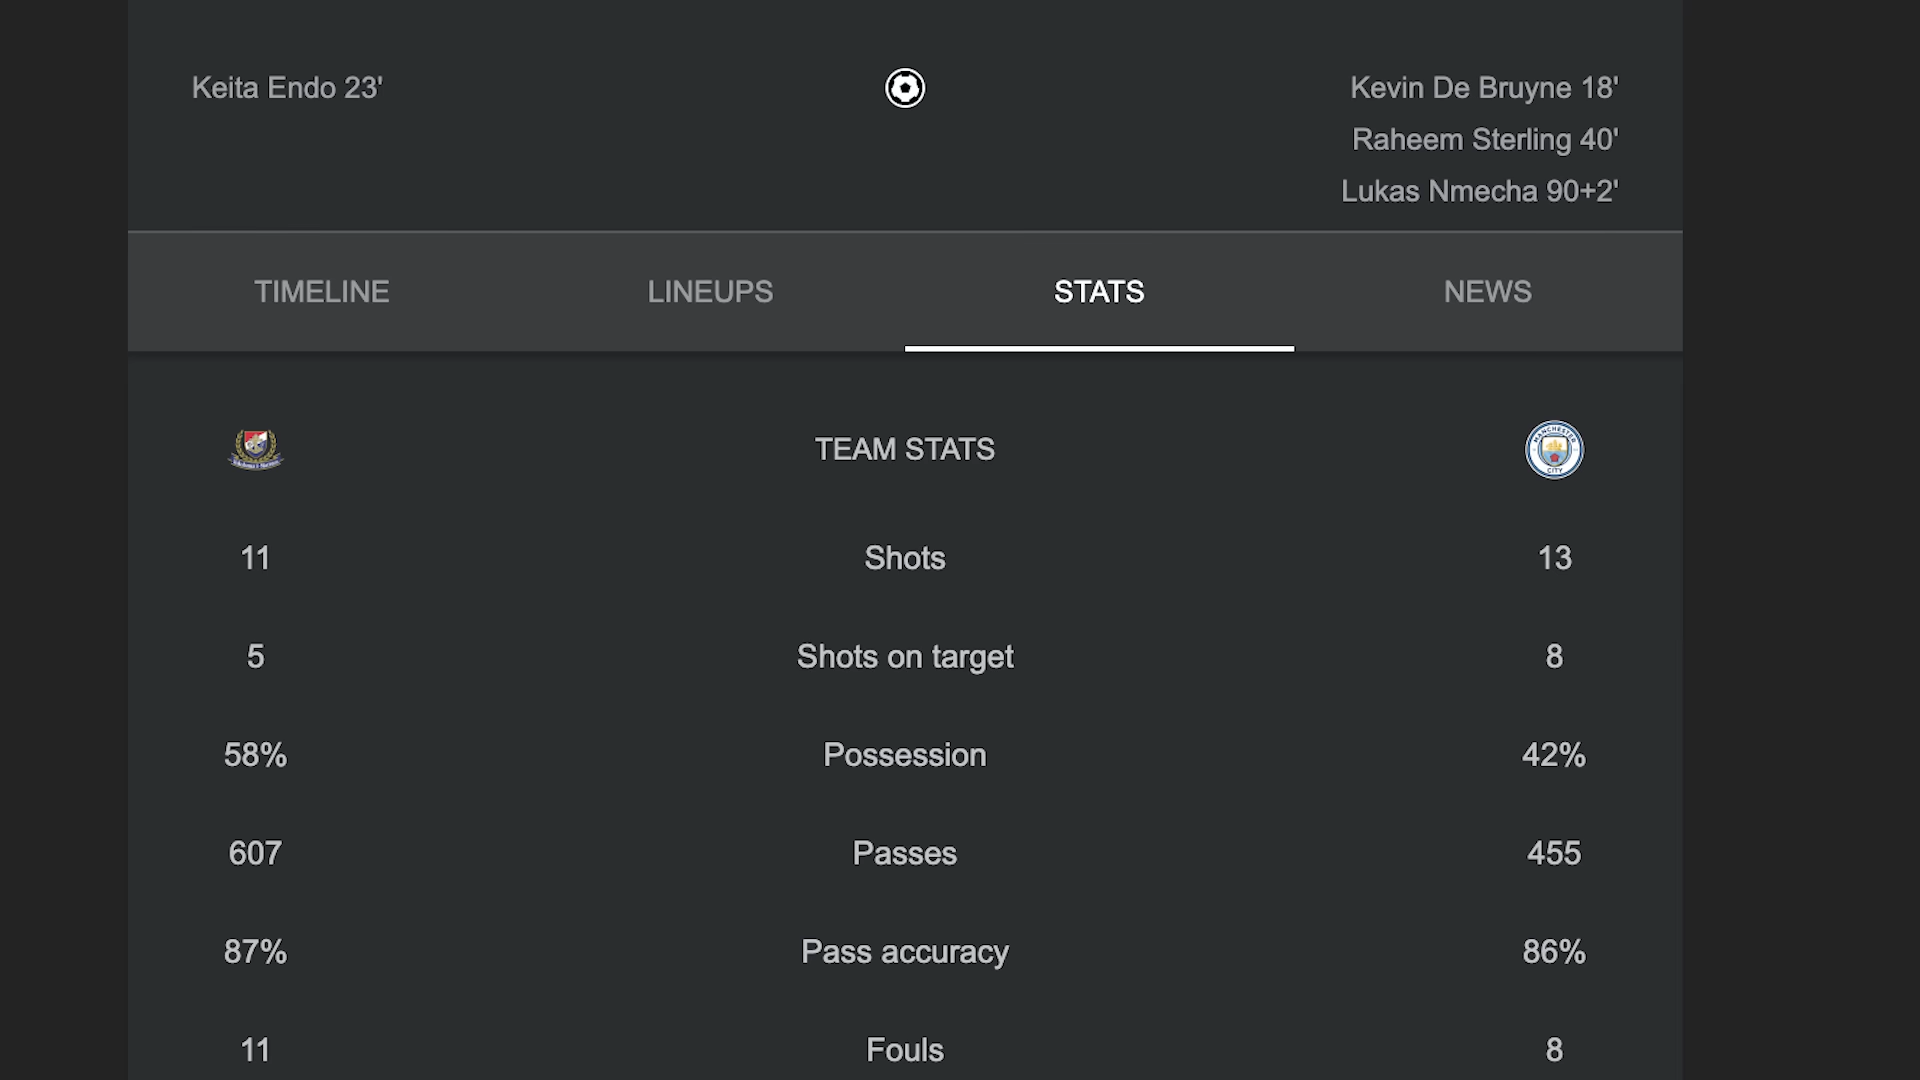 Keita Endo 23'
Kevin De Bruyne 18'
Raheem Sterling 40'
Lukas Nmecha 90+2'
TIMELINE LINEUPS STATS NEWS
TEAM STATS
MANCHESTER CITY
11 Shots 13
5 Shots on target 8
58% Possession 42%
607 Passes 455
87% Pass accuracy 86%
11 Fouls 8